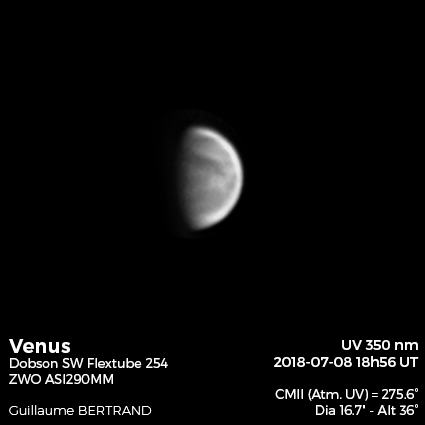 Venus
Dobson SW Flextube 254
ZWO ASI290MM
Guillaume BERTRAND
UV 350 nm
2018-07-08 18h56 UT
CMII (Atm. UV) = 275.6°
Dia 16.7" - Alt 36°